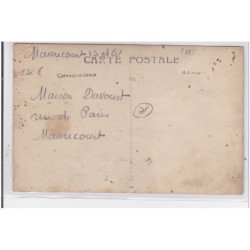 Maurecourt
CARTE POSTALE
Correspondance
Adresse
Maison Davoust
rue de Paris
Maurecourt